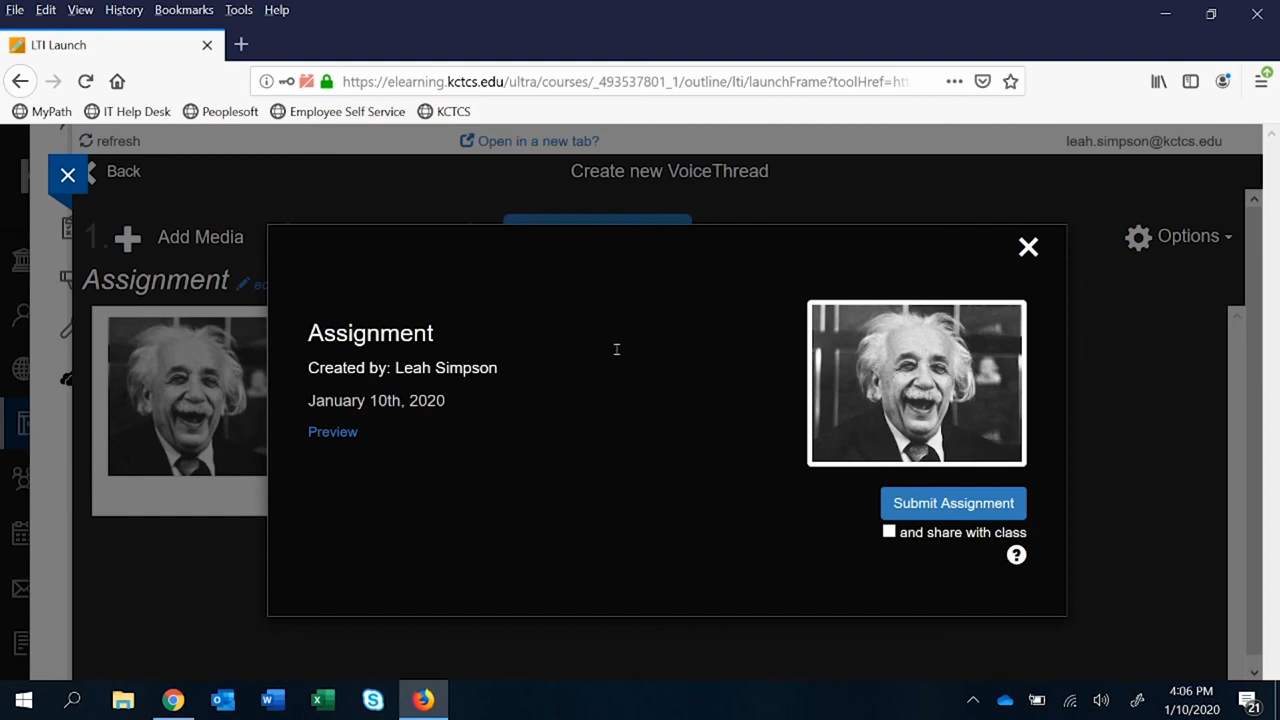 File Edit View History Bookmarks Tools Help
LTI Launch
https://elearning.kctcs.edu/ultra/courses/_493537801_1/outline/lti/launchFrame?toolHref=ht
MyPath IT Help Desk Peoplesoft Employee Self Service KCTCS
refresh Open in a new tab? leah.simpson@kctcs.edu
Back Create new VoiceThread
1. Add Media Options
Assignment
Assignment
Created by: Leah Simpson
January 10th, 2020
Preview
Submit Assignment
and share with class
?
4:06 PM
1/10/2020
21